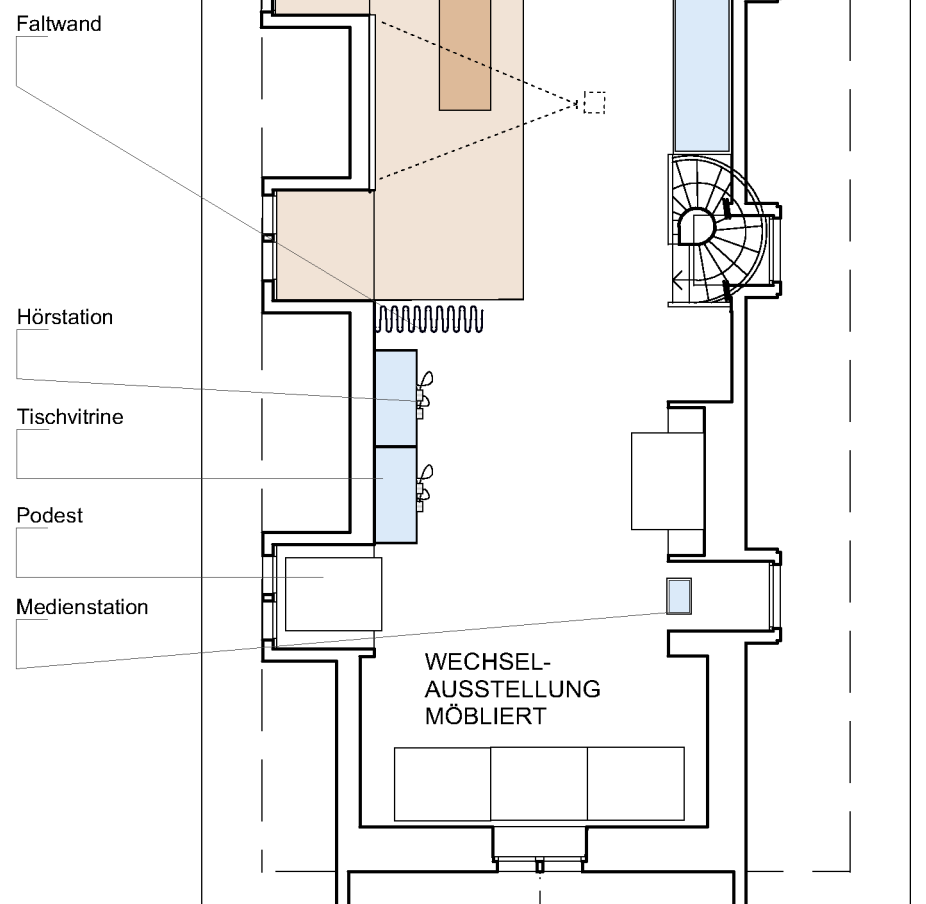 Faltwand
Hörstation
Tischvitrine
Podest
Medienstation
WECHSEL-
AUSSTELLUNG
MÖBLIERT